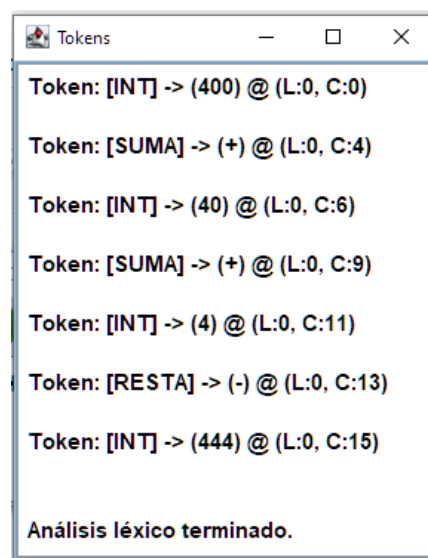 Tokens
Token: [INT] -> (400) @ (L:0, C:0)
Token: [SUMA] -> (+) @ (L:0, C:4)
Token: [INT] -> (40) @ (L:0, C:6)
Token: [SUMA] -> (+) @ (L:0, C:9)
Token: [INT] -> (4) @ (L:0, C:11)
Token: [RESTA] -> (-) @ (L:0, C:13)
Token: [INT] -> (444) @ (L:0, C:15)
Análisis léxico terminado.